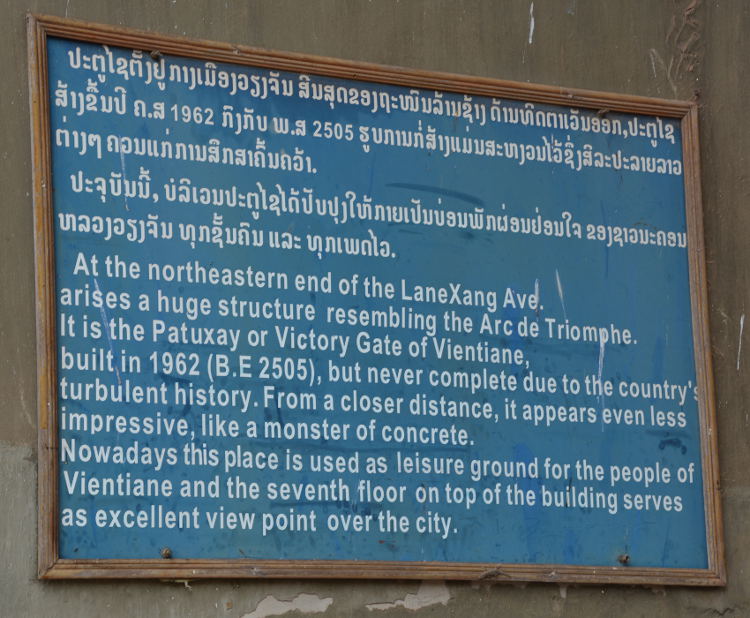 ປະຕູໄຊຕັ້ງຢູ່ກາງເມືອງວຽງຈັນ ສິ້ນສຸດຂອງຖະໜົນລ້ານຊ້າງ ດ້ານທິດຕາເວັນອອກ,ປະຕູໄຊ
ສ້າງຂຶ້ນປີ ຄ.ສ 1962 ກົງກັບ ພ.ສ 2505 ຮູບການກໍ່ສ້າງແມ່ນສະຫງວນໄວ້ຊຶ່ງສິລະປະລາຍລາວ
ຕ່າງໆ ຄວນແກ່ການສຶກສາຄົ້ນຄວ້າ.
ປະຈຸບັນນີ້, ບໍລິເວນປະຕູໄຊໄດ້ປັບປຸງໃຫ້ກາຍເປັນບ່ອນພັກຜ່ອນຢ່ອນໃຈ ຂອງຊາວນະຄອນ
ຫລວງວຽງຈັນ ທຸກຊັ້ນຄົນ ແລະ ທຸກເພດໄວ.
At the northeastern end of the LaneXang Ave.
arises a huge structure resembling the Arc de Triomphe.
It is the Patuxay or Victory Gate of Vientiane,
built in 1962 (B.E 2505), but never complete due to the country's
turbulent history. From a closer distance, it appears even less
impressive, like a monster of concrete.
Nowadays this place is used as leisure ground for the people of
Vientiane and the seventh floor on top of the building serves
as excellent view point over the city.